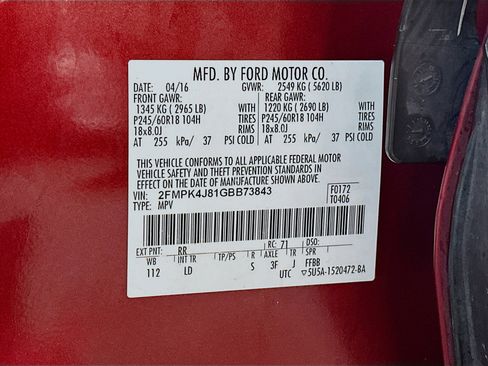 MFD. BY FORD MOTOR CO.
DATE: 04/16 GVWR: 2549 KG ( 5620 LB)
FRONT GAWR: REAR GAWR:
1345 KG ( 2965 LB) WITH 1220 KG ( 2690 LB) WITH
P245/60R18 104H TIRES P245/60R18 104H TIRES
18x8.0J RIMS 18x8.0J RIMS
AT 255 kPa/ 37 PSI COLD AT 255 kPa/ 37 PSI COLD
THIS VEHICLE CONFORMS TO ALL APPLICABLE FEDERAL MOTOR
VEHICLE SAFETY AND THEFT PREVENTION STANDARDS IN
EFFECT ON THE DATE OF MANUFACTURE SHOWN ABOVE.
VIN: 2FMPK4J81GBB73843 F0172
TYPE: MPV T0406
EXT PNT: RR RC: 71 DSO:
WB INT TR TP/PS R AXLE TR SPR
112 LD S 3F J FFBB
UTC ▽5U5A-1520472-BA